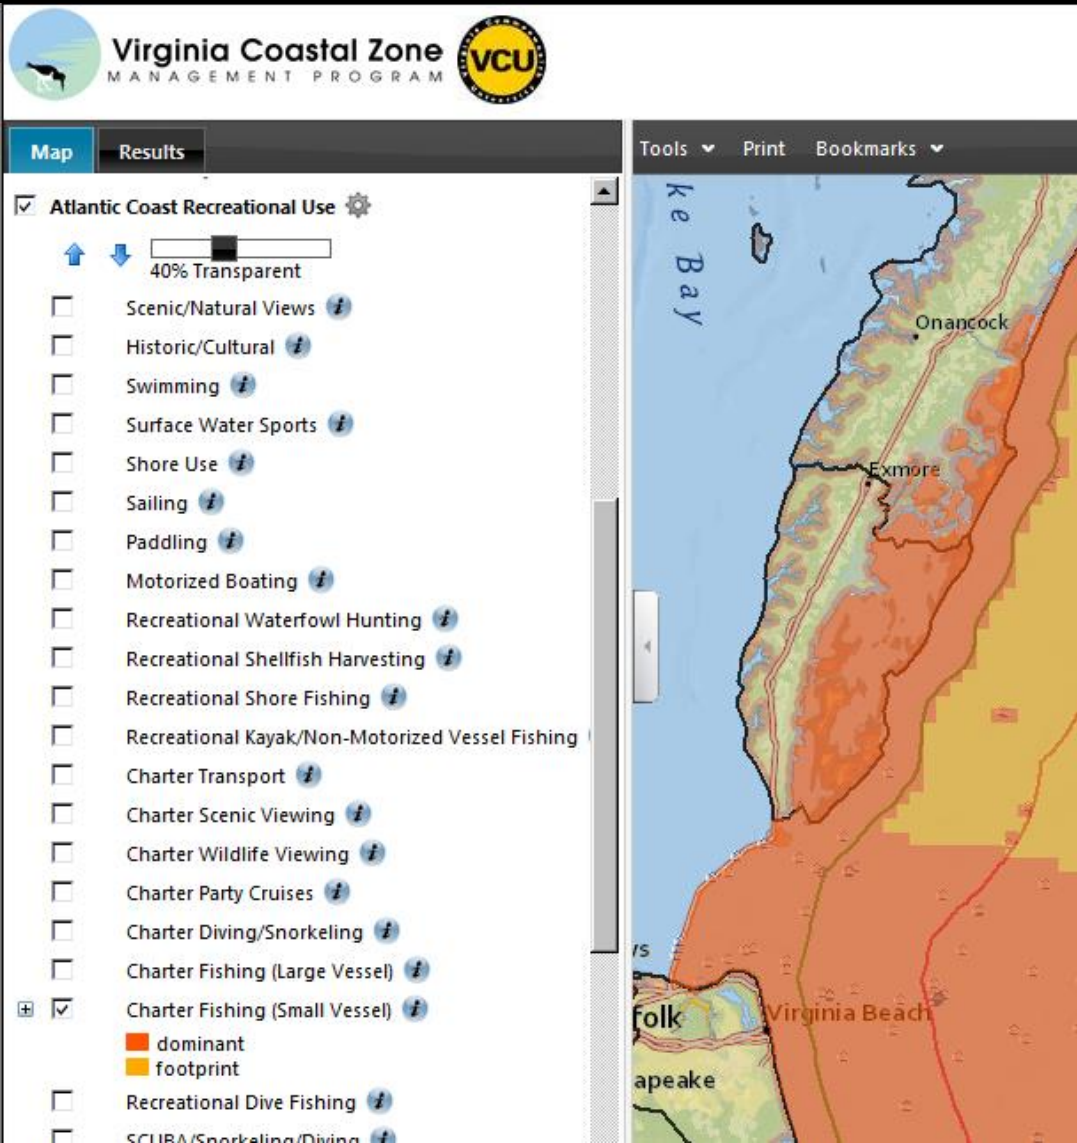 Virginia Coastal Zone
MANAGEMENT PROGRAM
VCU
Map
Results
Tools
Print
Bookmarks
Atlantic Coast Recreational Use
40% Transparent
Scenic/Natural Views
Historic/Cultural
Swimming
Surface Water Sports
Shore Use
Sailing
Paddling
Motorized Boating
Recreational Waterfowl Hunting
Recreational Shellfish Harvesting
Recreational Shore Fishing
Recreational Kayak/Non-Motorized Vessel Fishing
Charter Transport
Charter Scenic Viewing
Charter Wildlife Viewing
Charter Party Cruises
Charter Diving/Snorkeling
Charter Fishing (Large Vessel)
Charter Fishing (Small Vessel)
dominant
footprint
Recreational Dive Fishing
SCUBA/Snorkeling/Diving
ke Bay
Onancock
Exmore
folk
Virginia Beach
apeake